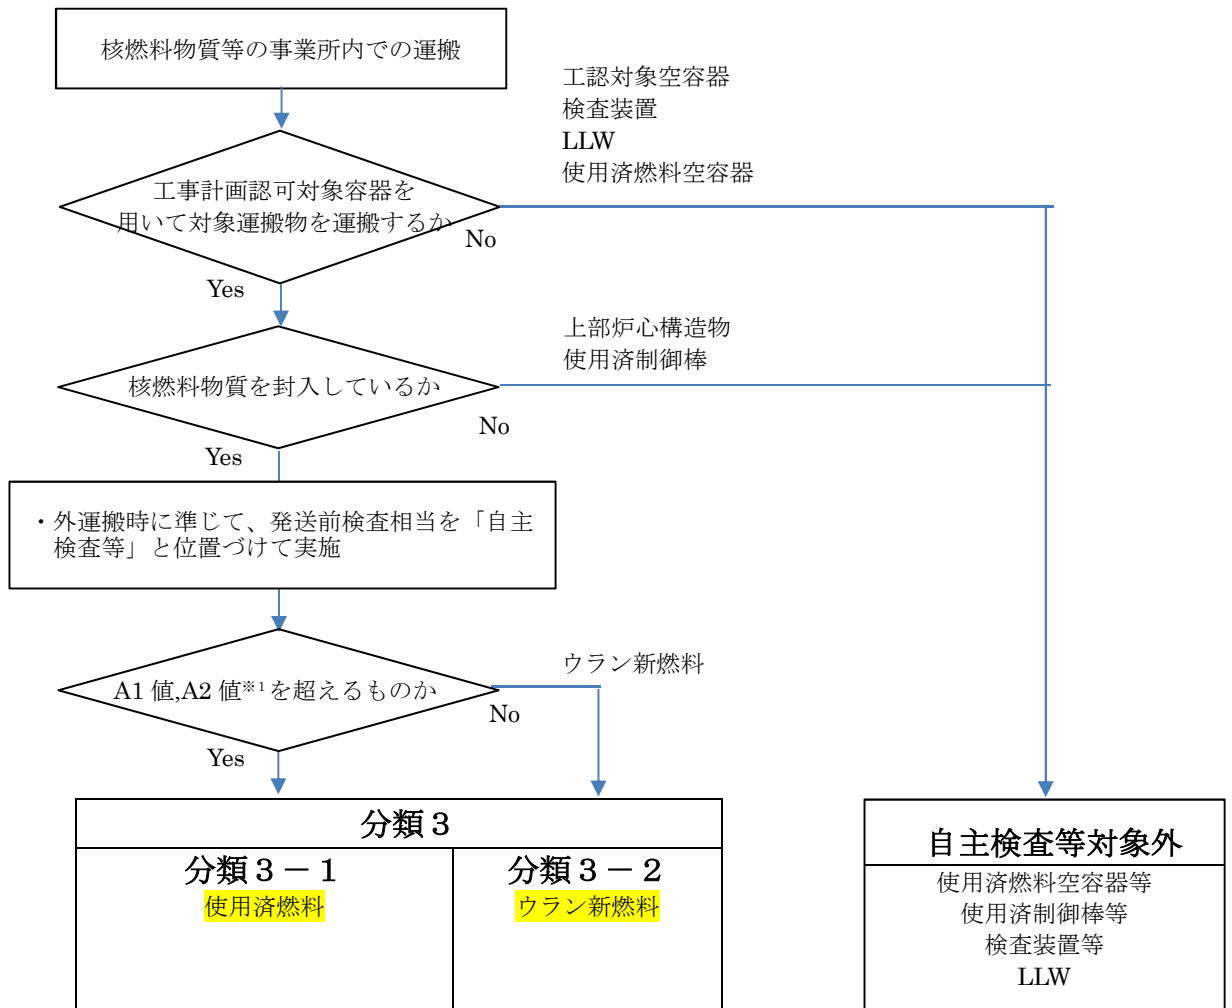 核燃料物質等の事業所内での運搬
工認対象空容器
検査装置
LLW
使用済燃料空容器
工事計画認可対象容器を
用いて対象運搬物を運搬するか
No
Yes
上部炉心構造物
使用済制御棒
核燃料物質を封入しているか
No
Yes
・外運搬時に準じて、発送前検査相当を「自主
検査等」と位置づけて実施
ウラン新燃料
A1 値,A2 値※1を超えるものか
No
Yes
分類３
分類３－１
使用済燃料
分類３－２
ウラン新燃料
自主検査等対象外
使用済燃料空容器等
使用済制御棒等
検査装置等
LLW